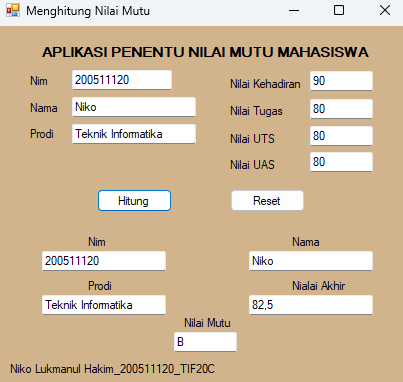 Menghitung Nilai Mutu
APLIKASI PENENTU NILAI MUTU MAHASISWA
Nim 200511120
Nama Niko
Prodi Teknik Informatika
Nilai Kehadiran 90
Nilai Tugas 80
Nilai UTS 80
Nilai UAS 80
Hitung Reset
Nim Nama
200511120 Niko
Prodi Nialai Akhir
Teknik Informatika 82,5
Nilai Mutu
B
Niko Lukmanul Hakim_200511120_TIF20C